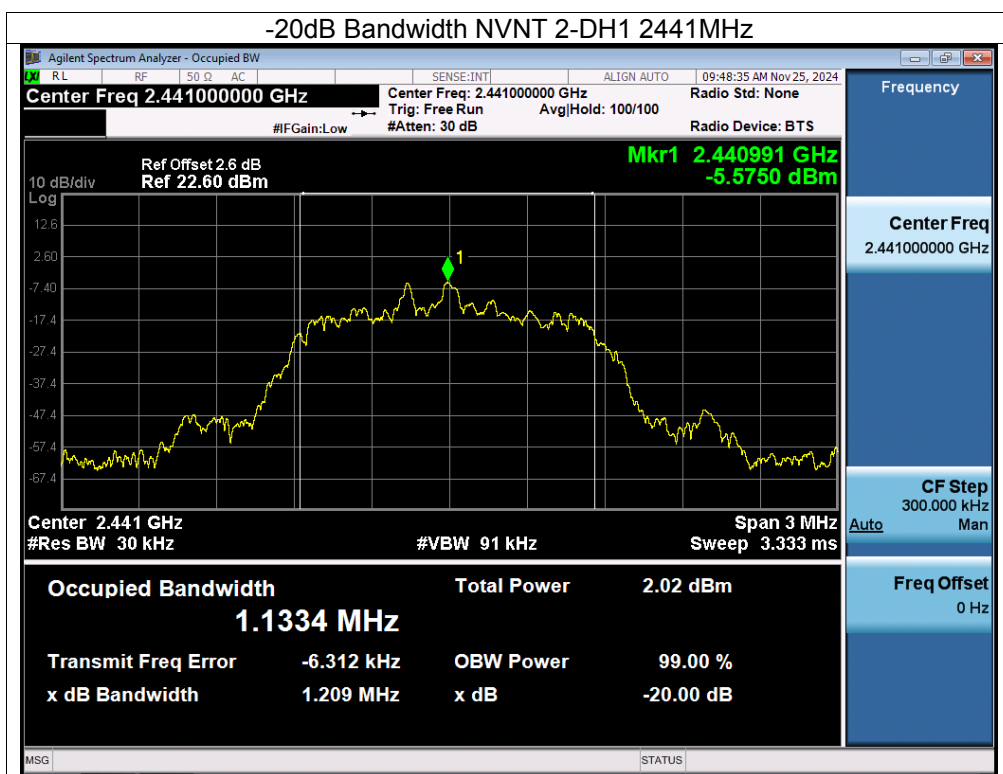 -20dB Bandwidth NVNT 2-DH1 2441MHz
Agilent Spectrum Analyzer - Occupied BW
LXI RL RF 50 Ω AC SENSE:INT ALIGN AUTO 09:48:35 AM Nov 25, 2024
Center Freq 2.441000000 GHz
Center Freq: 2.441000000 GHz Radio Std: None
Trig: Free Run Avg|Hold: 100/100
#IFGain:Low #Atten: 30 dB Radio Device: BTS
Frequency
Mkr1 2.440991 GHz
-5.5750 dBm
Ref Offset 2.6 dB
10 dB/div Ref 22.60 dBm
Log
12.6
2.60
-7.40
-17.4
-27.4
-37.4
-47.4
-57.4
-67.4
1
Center 2.441 GHz Span 3 MHz
#Res BW 30 kHz #VBW 91 kHz Sweep 3.333 ms
Center Freq
2.441000000 GHz
CF Step
300.000 kHz
Auto Man
Freq Offset
0 Hz
Occupied Bandwidth Total Power 2.02 dBm
1.1334 MHz
Transmit Freq Error -6.312 kHz OBW Power 99.00 %
x dB Bandwidth 1.209 MHz x dB -20.00 dB
MSG STATUS